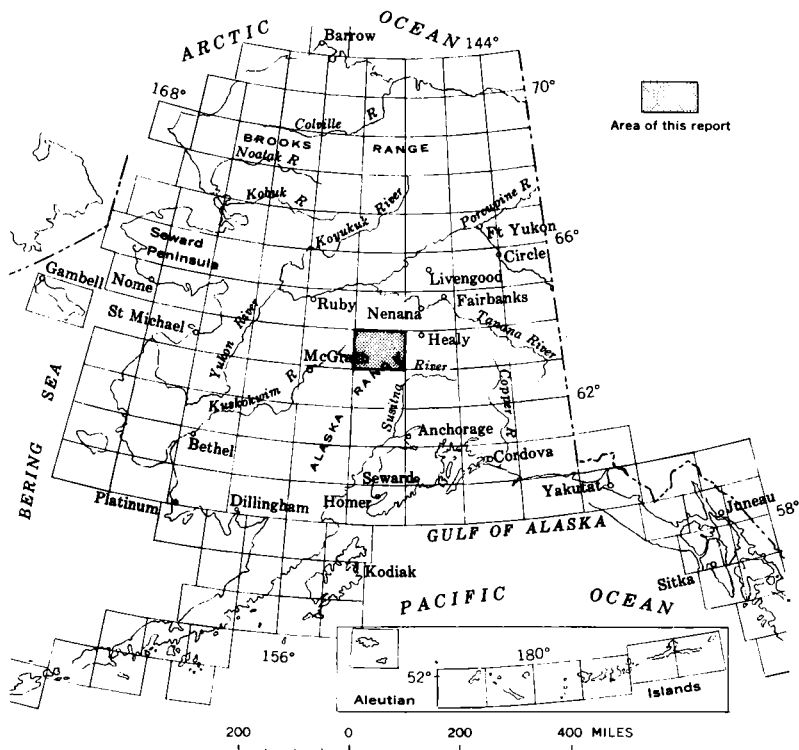 ARCTIC OCEAN
Barrow
144°
70°
168°
Area of this report
Colville R
BROOKS RANGE
Noatak R
Kobuk R
Koyukuk River
Porcupine R
Ft Yukon
66°
Circle
Seward
Peninsula
Livengood
Gambell
Nome
Ruby
Nenana
Fairbanks
St Michael
Yukon River
Tanana River
Healy
McGrath
River
ALASKA RANGE
Kuskokwim R
Susitna
Copper R
62°
BERING SEA
Anchorage
Bethel
Cordova
Seward
Yakutat
Platinum
Dillingham
Homer
Juneau
58°
GULF OF ALASKA
Kodiak
Sitka
PACIFIC OCEAN
156°
180°
52°
Aleutian
Islands
200 0 200 400 MILES